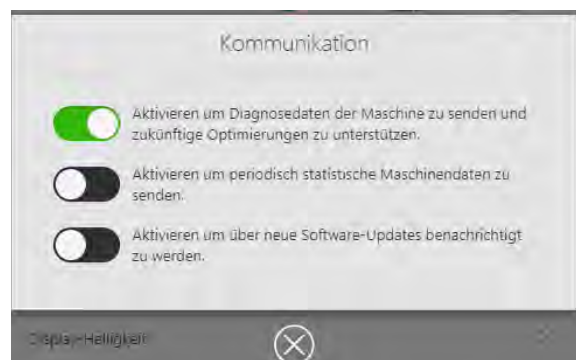 Kommunikation
Aktivieren um Diagnosedaten der Maschine zu senden und
zukünftige Optimierungen zu unterstützen.
Aktivieren um periodisch statistische Maschinendaten zu
senden.
Aktivieren um über neue Software-Updates benachrichtigt
zu werden.
Display-Helligkeit